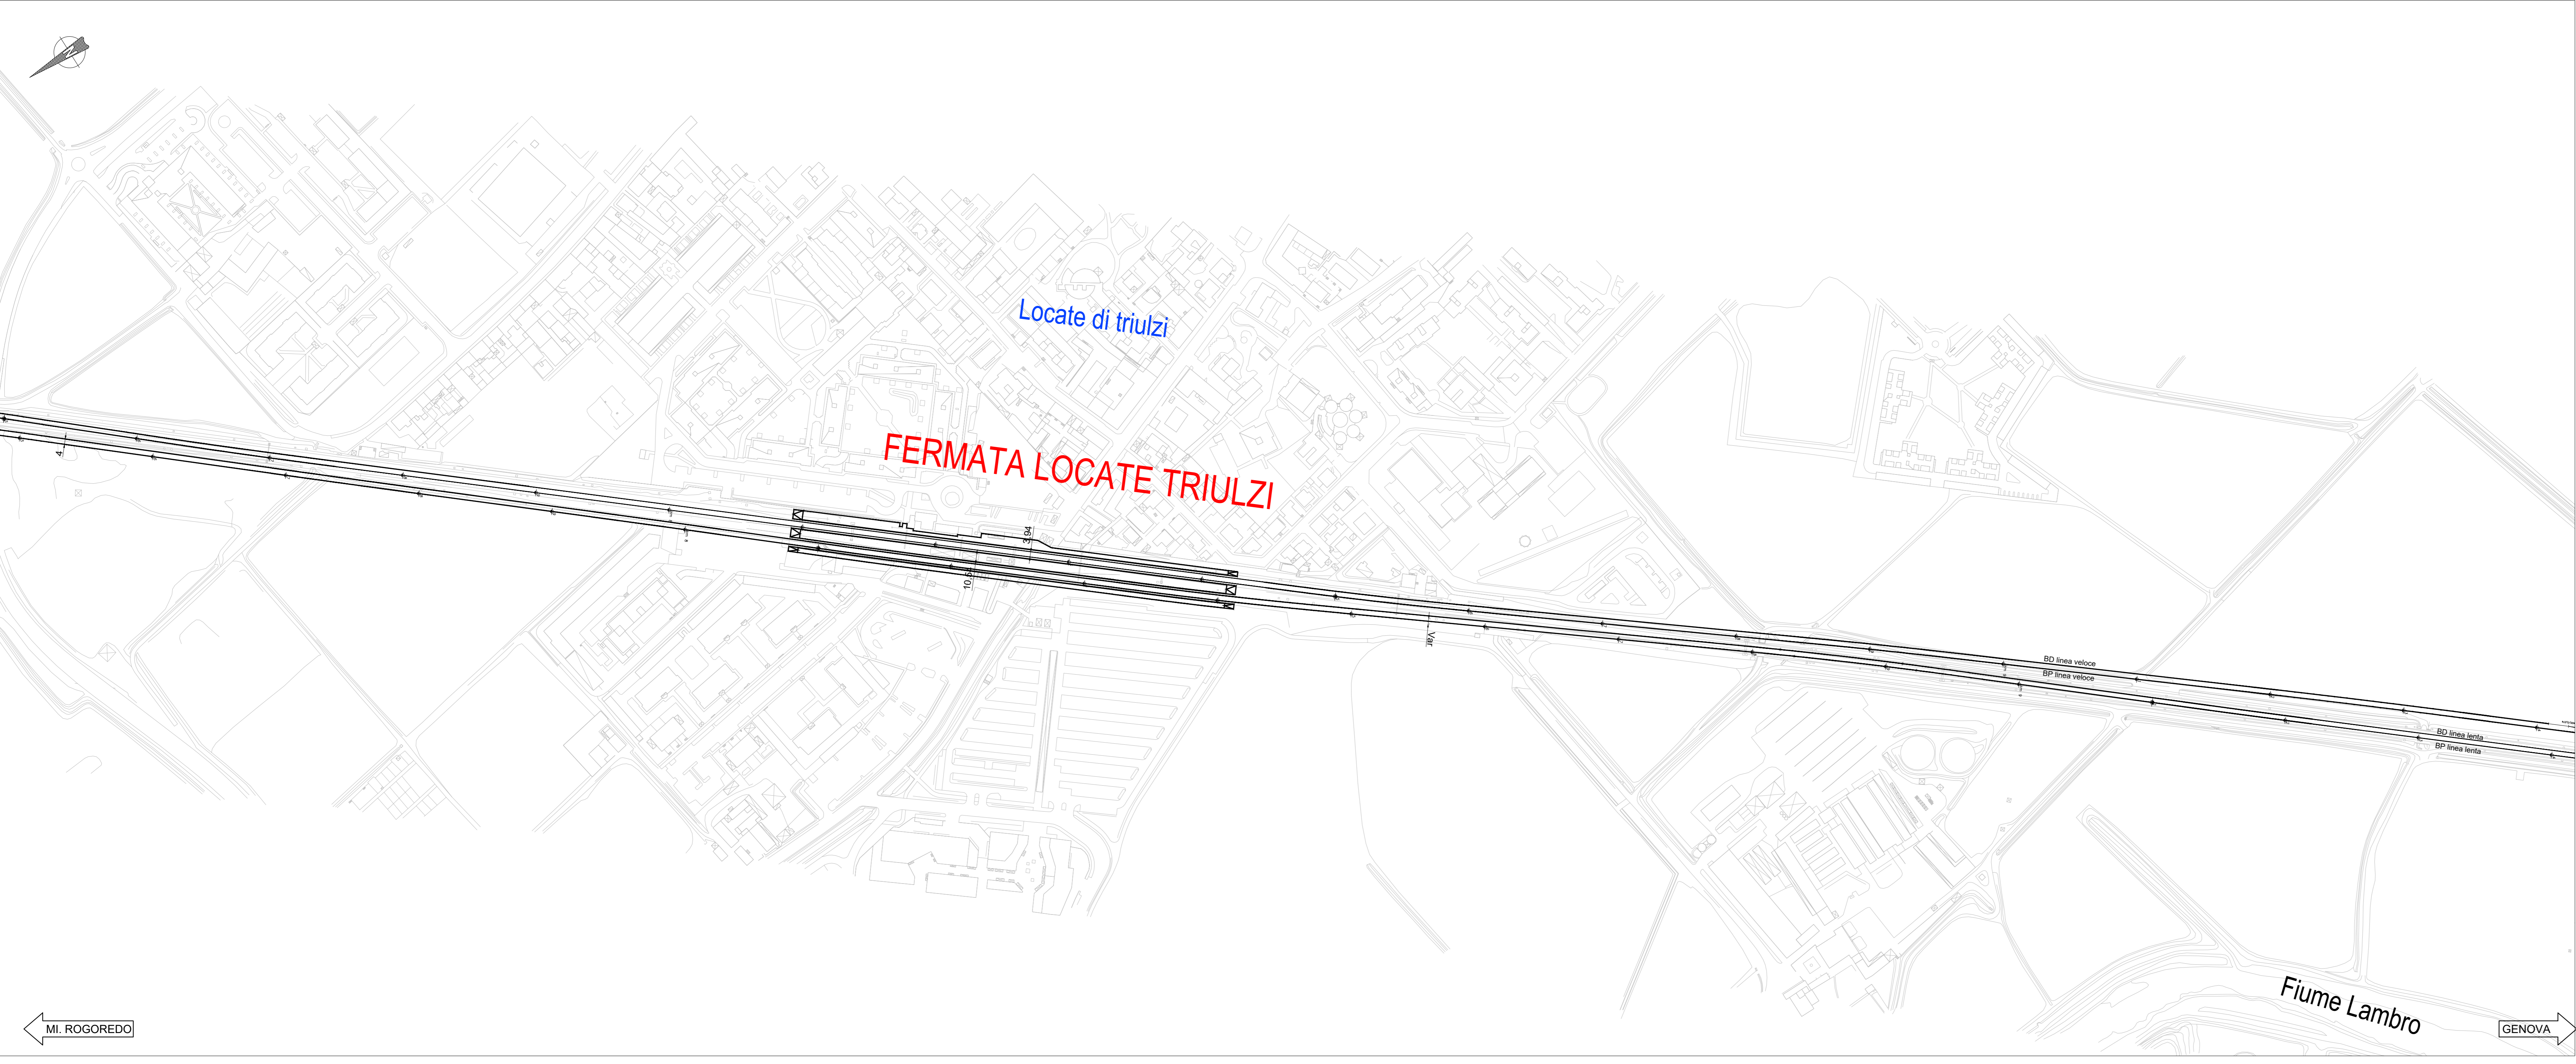 Locate di triulzi
FERMATA LOCATE TRIULZI
4
3.94
Var
BD linea veloce
BP linea veloce
BD linea lenta
BP linea lenta
Fiume Lambro
MI. ROGOREDO
GENOVA